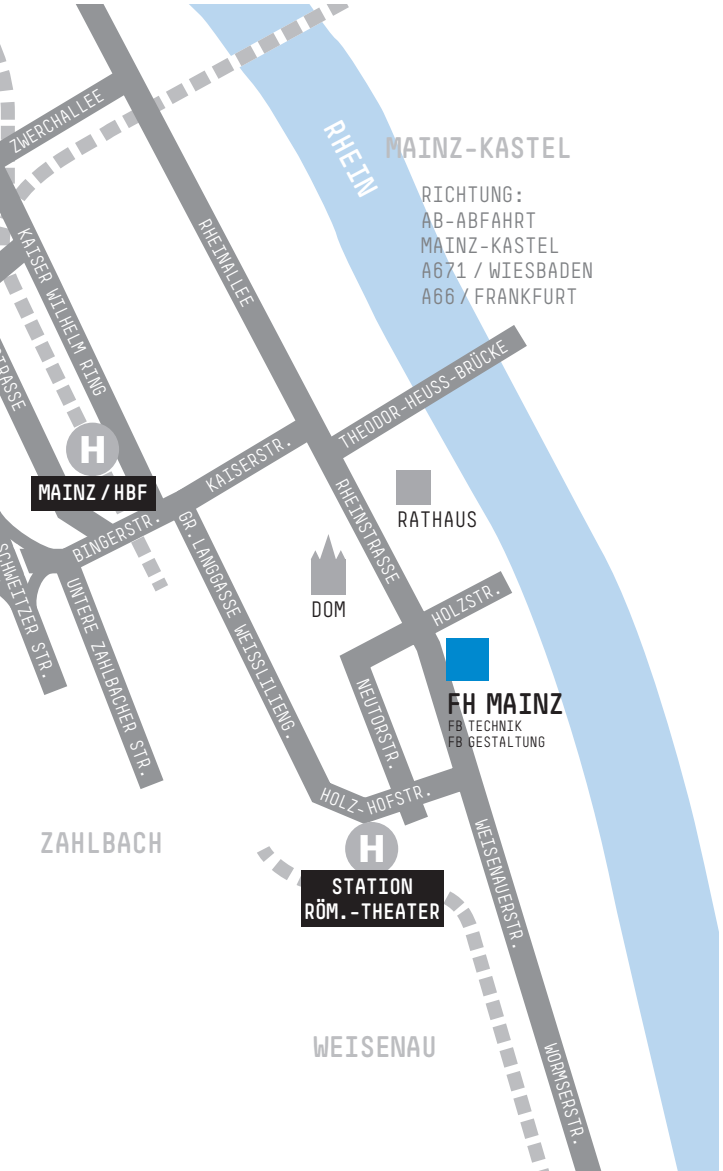 ZWERCHALLEE
RHEIN
MAINZ-KASTEL
RICHTUNG:
AB-ABFAHRT
MAINZ-KASTEL
A671 / WIESBADEN
A66 / FRANKFURT
KAISER WILHELM RING
RHEINALLEE
THEODOR-HEUSS-BRÜCKE
H
MAINZ / HBF
KAISERSTR.
BINGERSTR.
RATHAUS
RHEINSTRASSE
DOM
HOLZSTR.
GR. LANGGASSE WEISSLILIENG.
SCHWEITZER STR.
UNTERE ZAHLBACHER STR.
NEUTORSTR.
FH MAINZ
FB TECHNIK
FB GESTALTUNG
HOLZ-HOFSTR.
ZAHLBACH
H
STATION
RÖM.-THEATER
WEISENAUERSTR.
WEISENAU
WORMSERSTR.